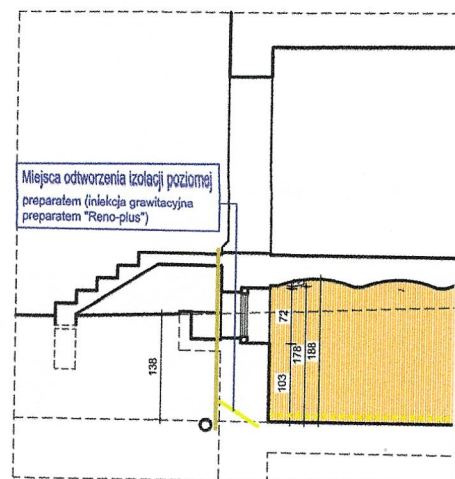 Miejsca odtworzenia izolacji poziomej
preparatem (iniekcja grawitacyjna
preparatem "Reno-plus")
72
178
188
138
103